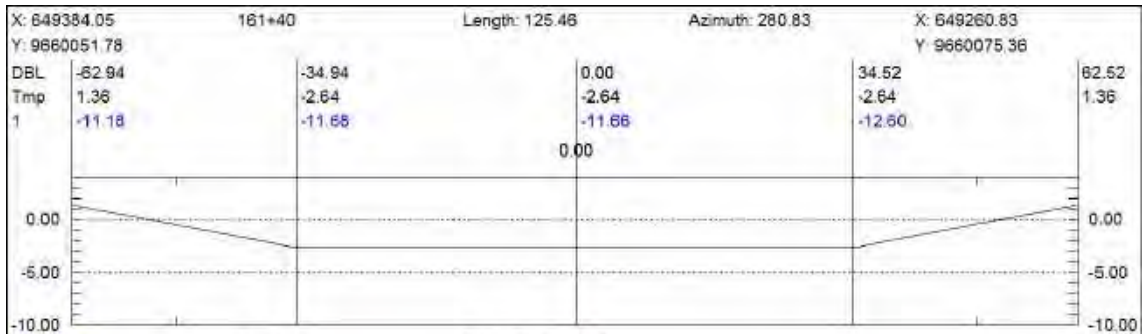 X: 649384.05 161+40 Length: 125.46 Azimuth: 280.83 X: 649260.83
Y: 9660051.78 Y: 9660075.36
DBL -62.94 -34.94 0.00 34.52 62.52
Tmp 1.36 -2.64 -2.64 -2.64 1.36
1 -11.18 -11.68 -11.66 -12.60
0.00
0.00 0.00
-5.00 -5.00
-10.00 -10.00